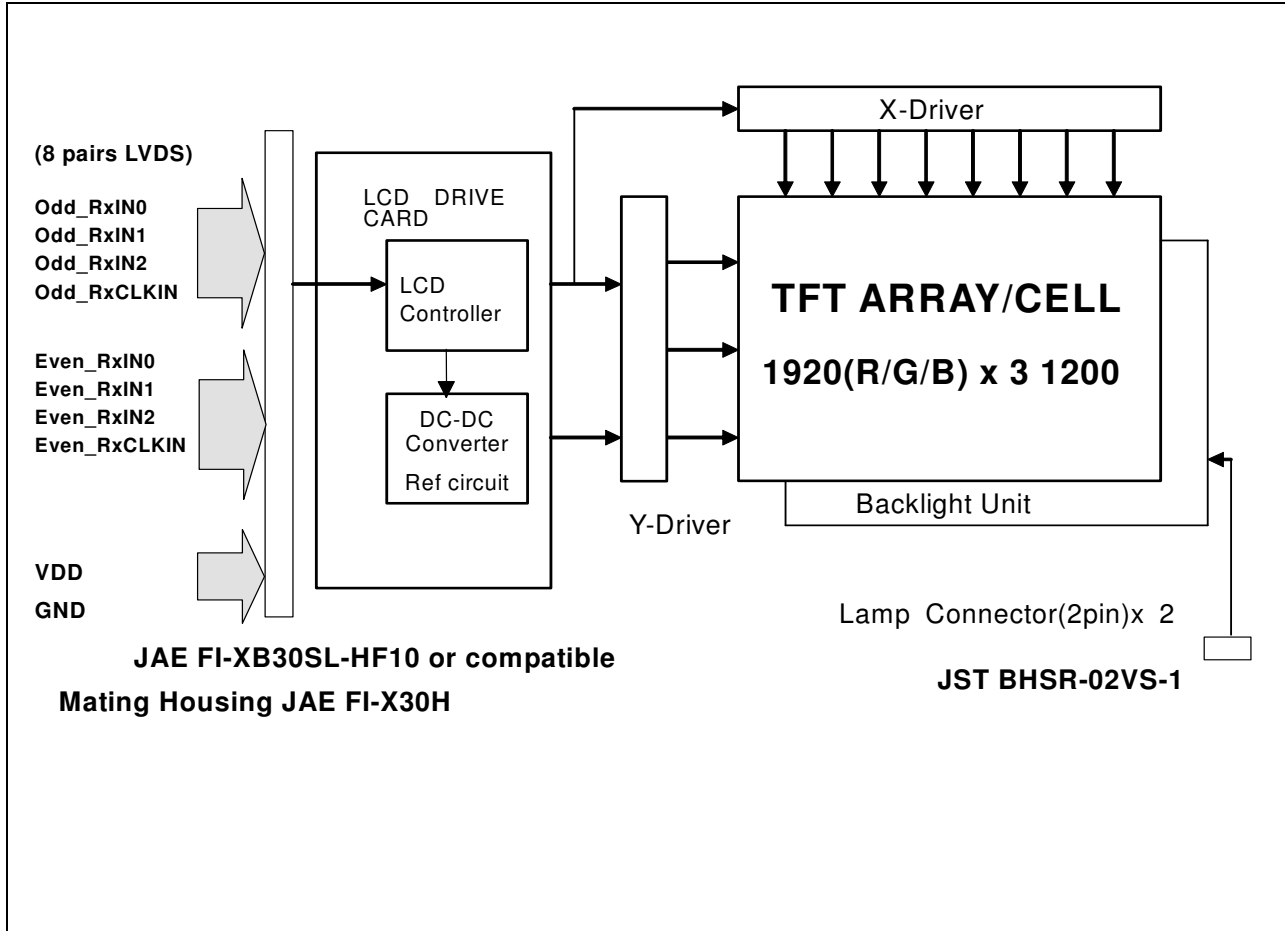 X-Driver
(8 pairs LVDS)
Odd_RxIN0
Odd_RxIN1
Odd_RxIN2
Odd_RxCLKIN
Even_RxIN0
Even_RxIN1
Even_RxIN2
Even_RxCLKIN
VDD
GND
LCD DRIVE
CARD
LCD
Controller
DC-DC
Converter
Ref circuit
Y-Driver
TFT ARRAY/CELL
1920(R/G/B) x 3 1200
Backlight Unit
Lamp Connector(2pin)x 2
JST BHSR-02VS-1
JAE FI-XB30SL-HF10 or compatible
Mating Housing JAE FI-X30H